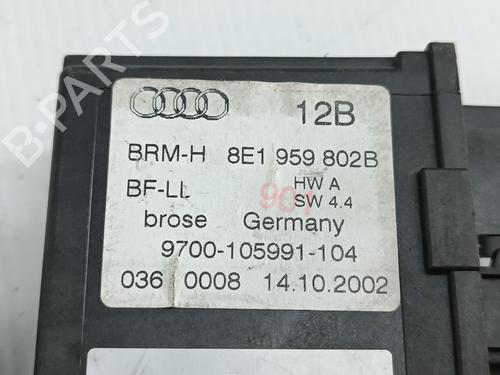 12B
BRM-H 8E1 959 802B
BF-LL HW A
901 SW 4.4
brose Germany
9700-105991-104
036 0008 14.10.2002
B-PARTS